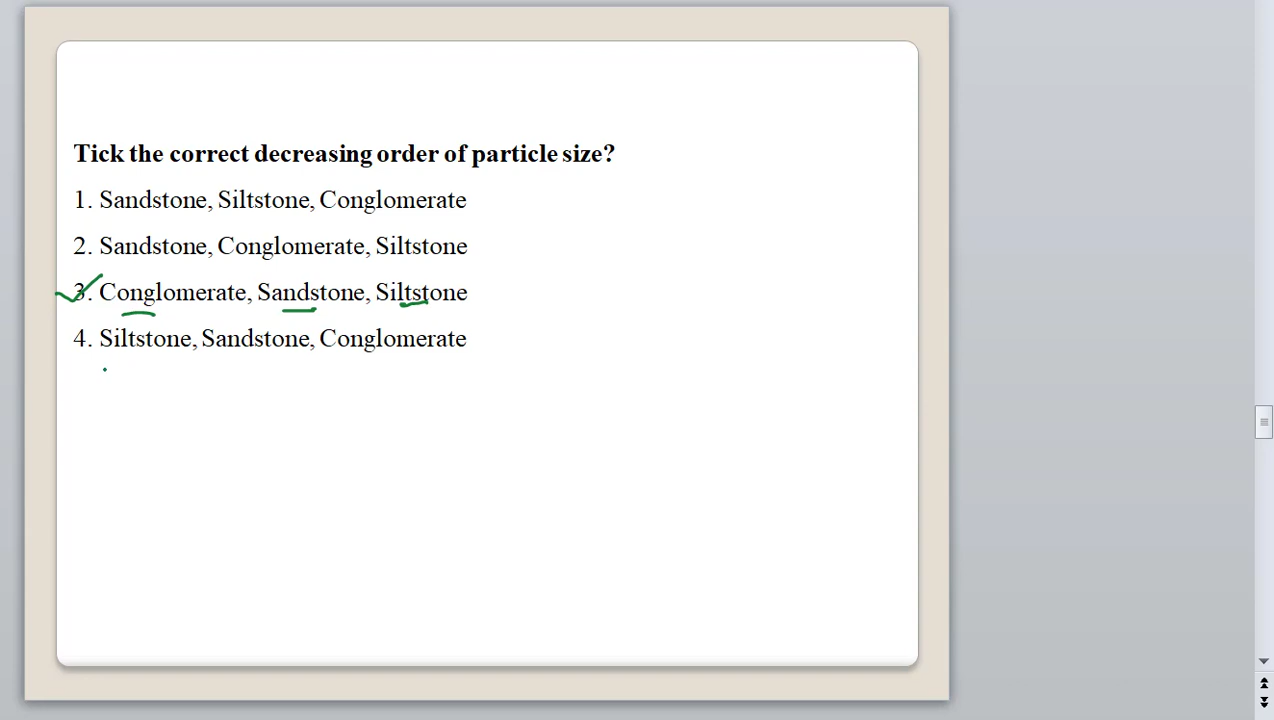 Tick the correct decreasing order of particle size?
1. Sandstone, Siltstone, Conglomerate
2. Sandstone, Conglomerate, Siltstone
3. Conglomerate, Sandstone, Siltstone
4. Siltstone, Sandstone, Conglomerate